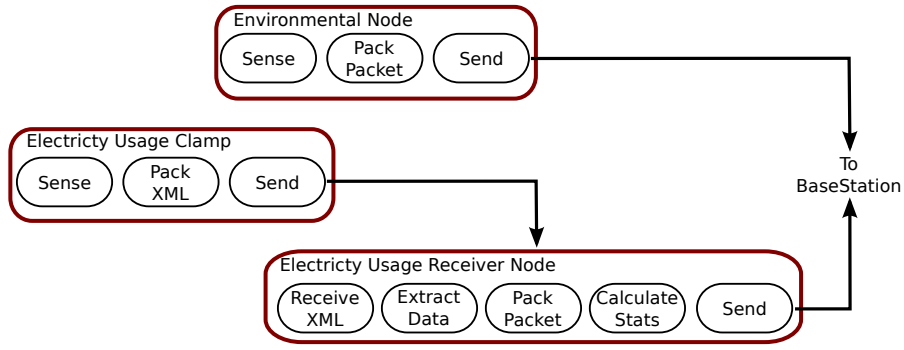 Environmental Node
Sense
Pack
Packet
Send
Electricty Usage Clamp
Sense
Pack
XML
Send
To
BaseStation
Electricty Usage Receiver Node
Receive
XML
Extract
Data
Pack
Packet
Calculate
Stats
Send